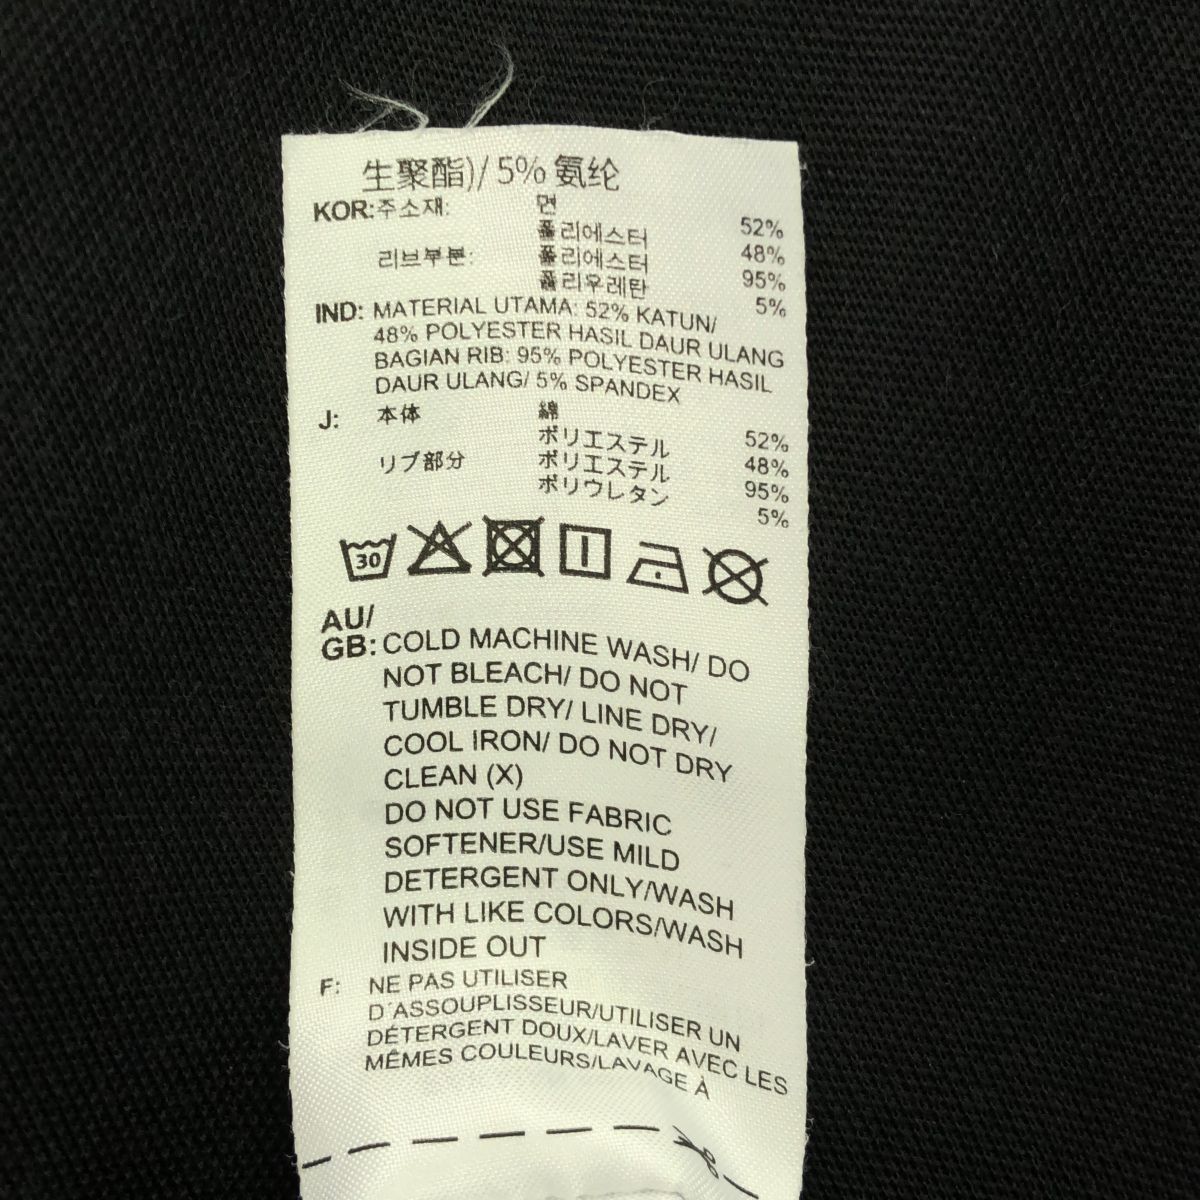 生聚酯)/ 5% 氨纶
KOR: 주소재: 면 52%
폴리에스터 48%
리브부분: 폴리에스터 95%
폴리우레탄 5%
IND: MATERIAL UTAMA: 52% KATUN/
48% POLYESTER HASIL DAUR ULANG
BAGIAN RIB: 95% POLYESTER HASIL
DAUR ULANG/ 5% SPANDEX
J: 本体 綿 52%
ポリエステル 48%
リブ部分 ポリエステル 95%
ポリウレタン 5%
30
AU/
GB: COLD MACHINE WASH/ DO
NOT BLEACH/ DO NOT
TUMBLE DRY/ LINE DRY/
COOL IRON/ DO NOT DRY
CLEAN (X)
DO NOT USE FABRIC
SOFTENER/USE MILD
DETERGENT ONLY/WASH
WITH LIKE COLORS/WASH
INSIDE OUT
F: NE PAS UTILISER
D´ASSOUPLISSEUR/UTILISER UN
DÉTERGENT DOUX/LAVER AVEC LES
MÊMES COULEURS/LAVAGE À